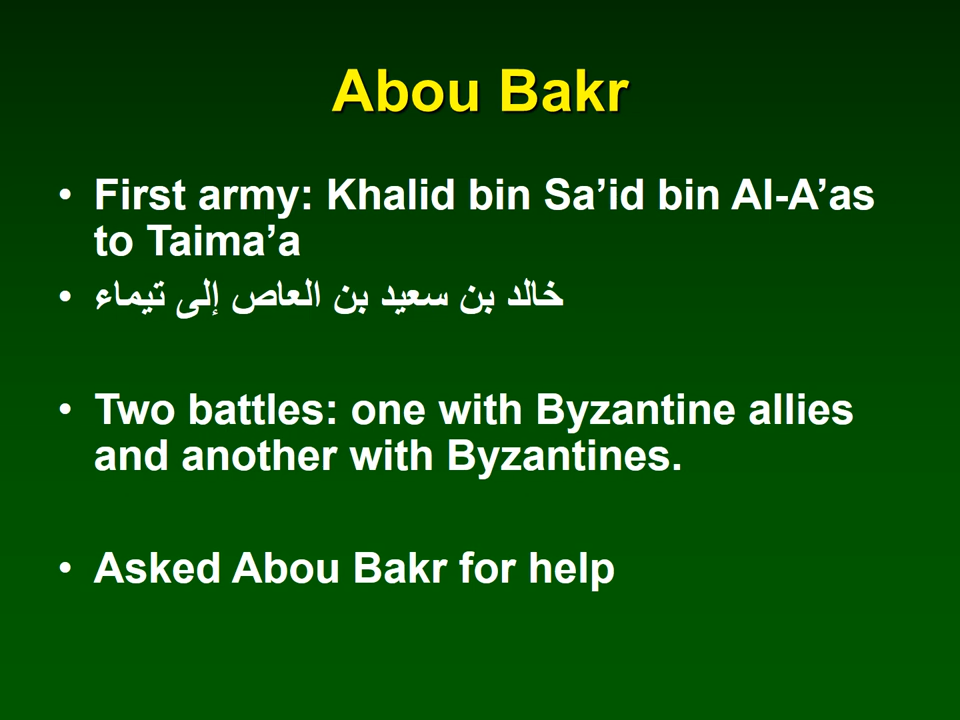 Abou Bakr
• First army: Khalid bin Sa’id bin Al-A’as
to Taima’a
• خالد بن سعيد بن العاص إلى تيماء
• Two battles: one with Byzantine allies
and another with Byzantines.
• Asked Abou Bakr for help